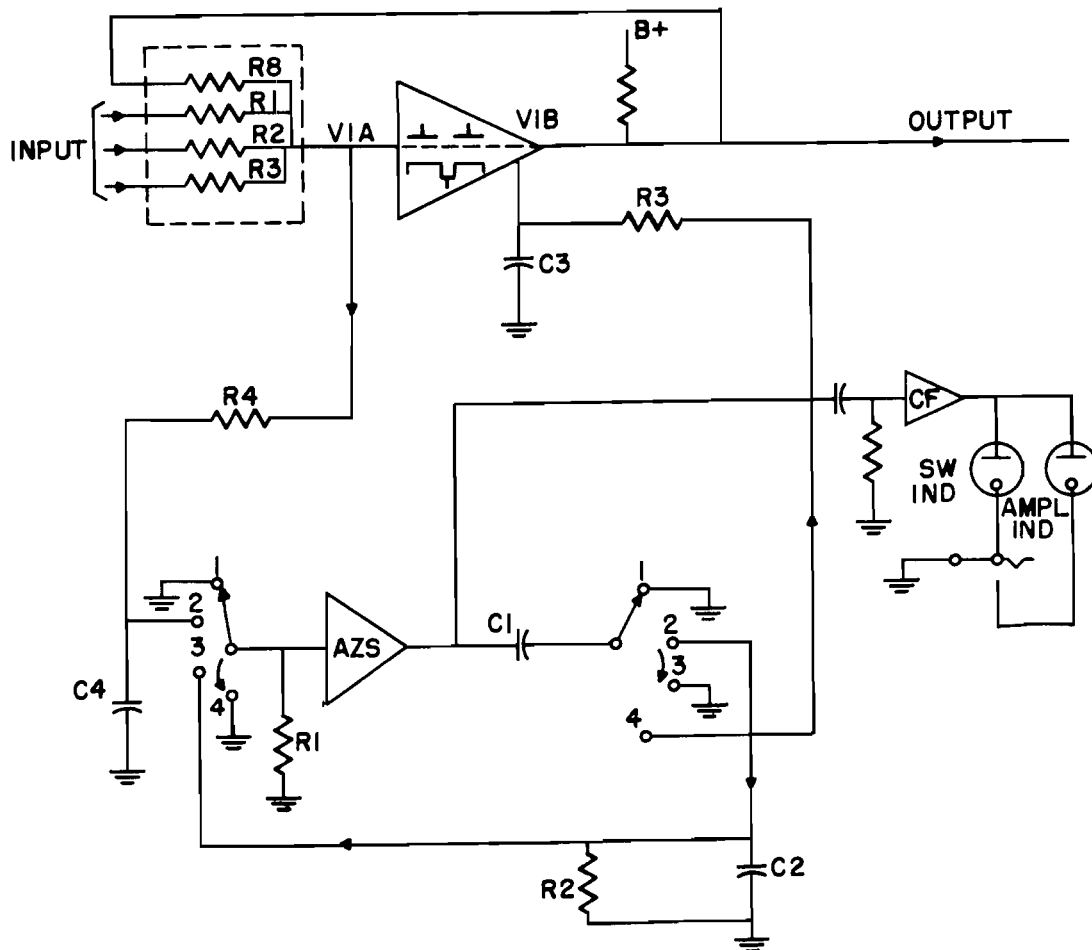 B+
R8
R1
R2
R3
INPUT
V1A
V1B
OUTPUT
R3
C3
R4
CF
SW
IND
AMPL
IND
1
2
3
4
AZS
C1
1
2
3
4
C4
R1
R2
C2